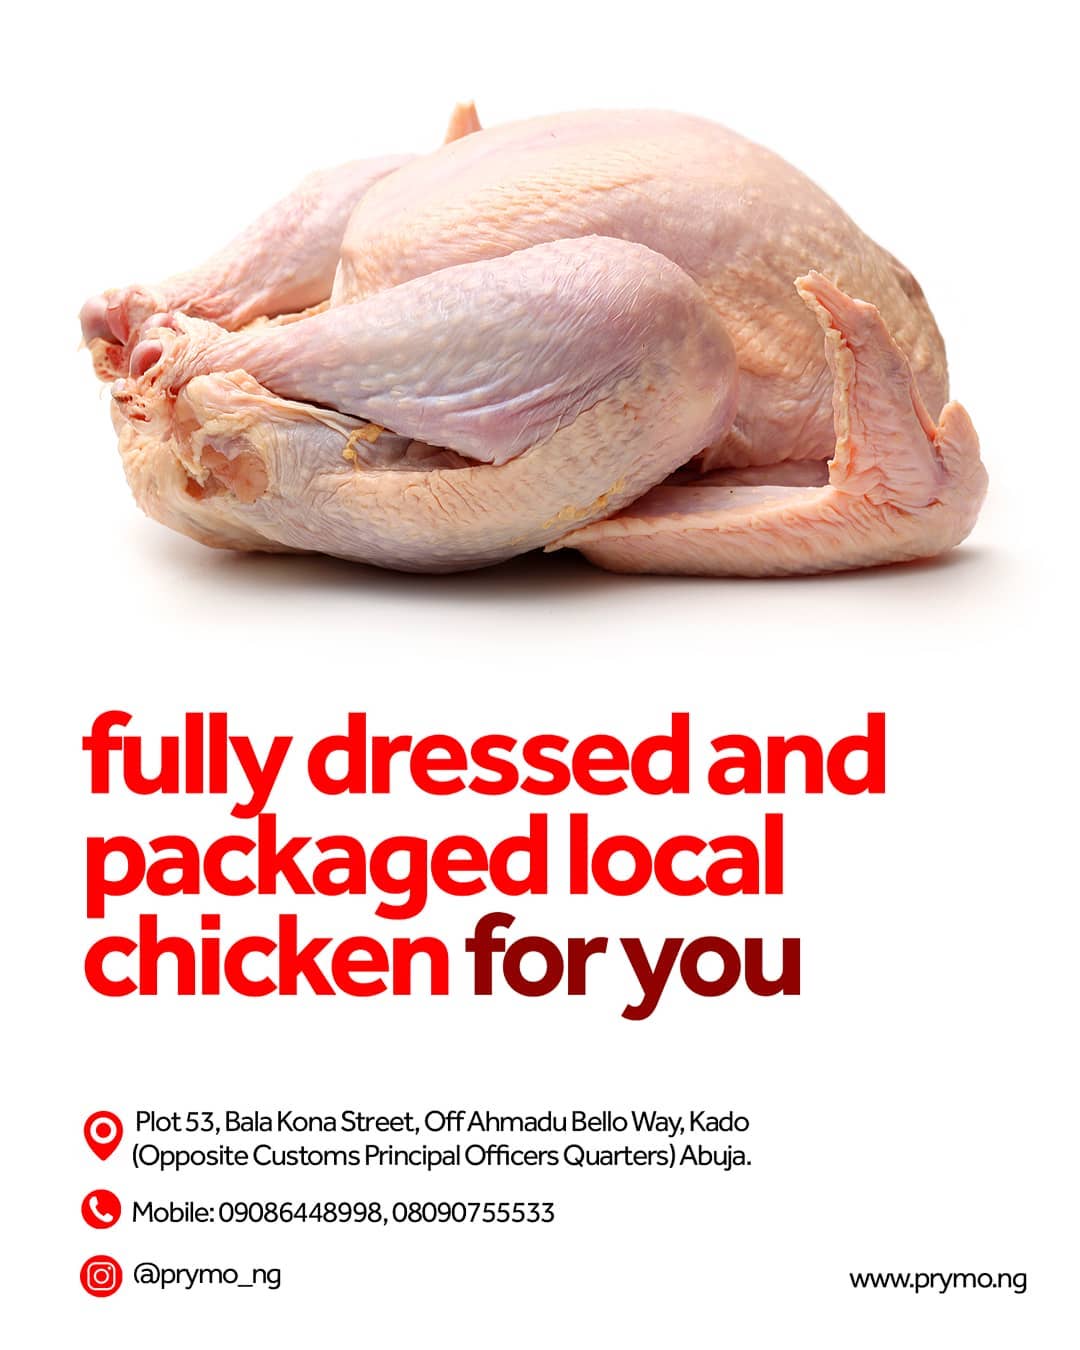 fully dressed and
packaged local
chicken for you
Plot 53, Bala Kona Street, Off Ahmadu Bello Way, Kado
(Opposite Customs Principal Officers Quarters) Abuja.
Mobile: 09086448998, 08090755533
@prymo_ng
www.prymo.ng